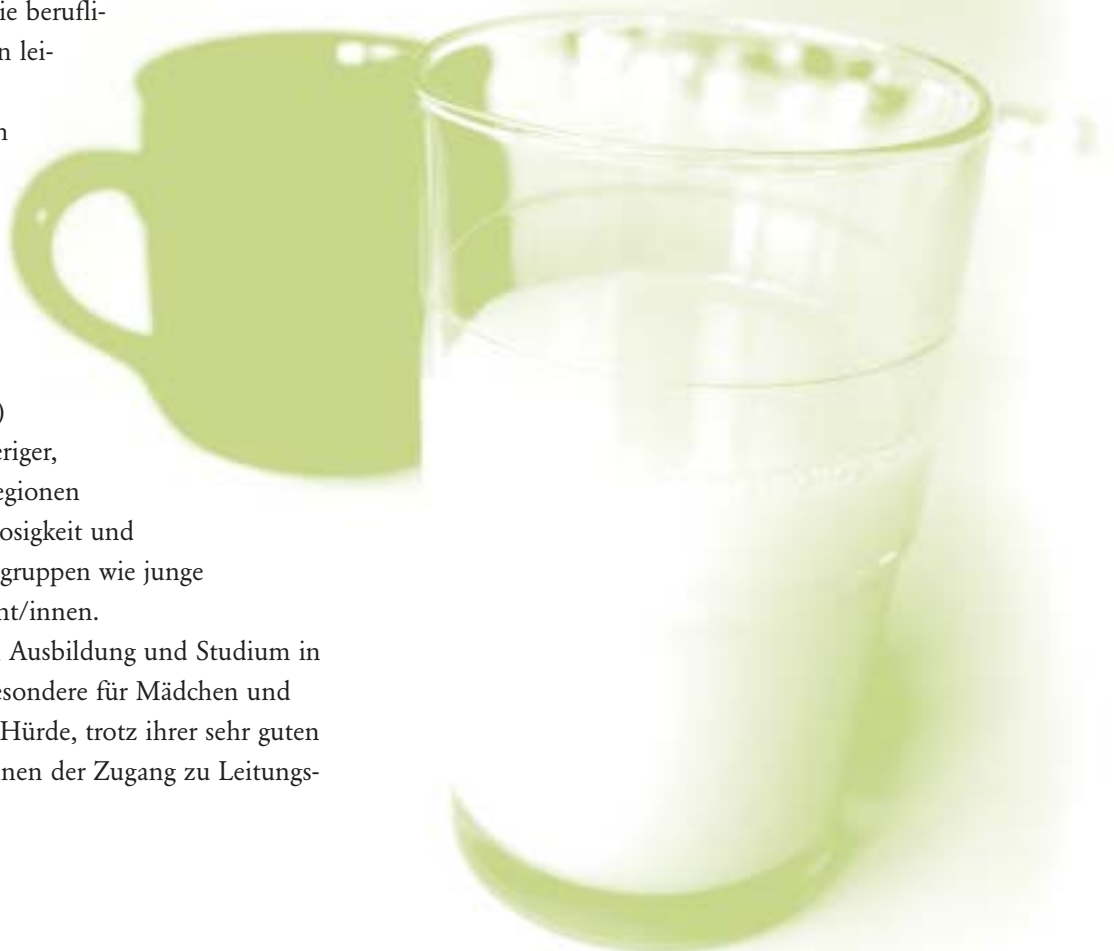 ie berufli-
n lei-
n
)
eriger,
egionen
osigkeit und
gruppen wie junge
nt/innen.
Ausbildung und Studium in
esondere für Mädchen und
Hürde, trotz ihrer sehr guten
nen der Zugang zu Leitungs-